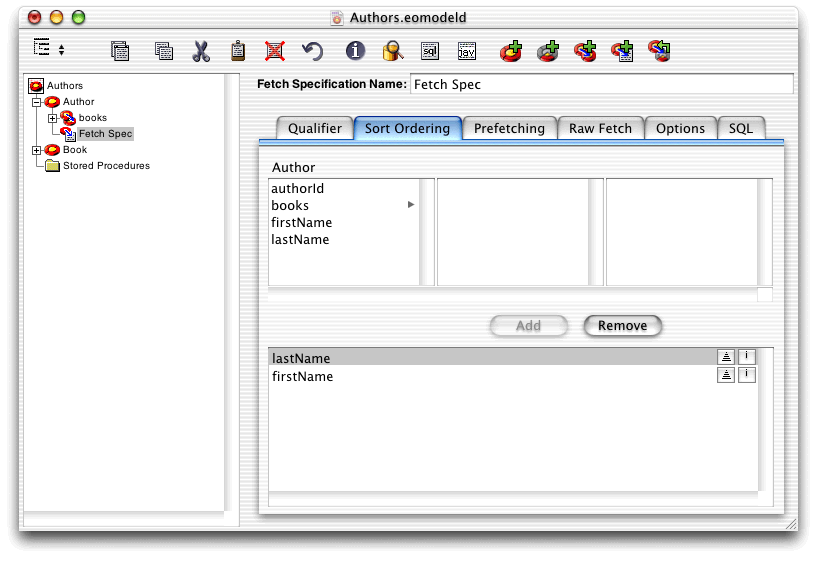 Authors.eomodeld
sql
jav
Authors
Author
books
Fetch Spec
Book
Stored Procedures
Fetch Specification Name: Fetch Spec
Qualifier Sort Ordering Prefetching Raw Fetch Options SQL
Author
authorId
books
firstName
lastName
Add Remove
lastName i
firstName i